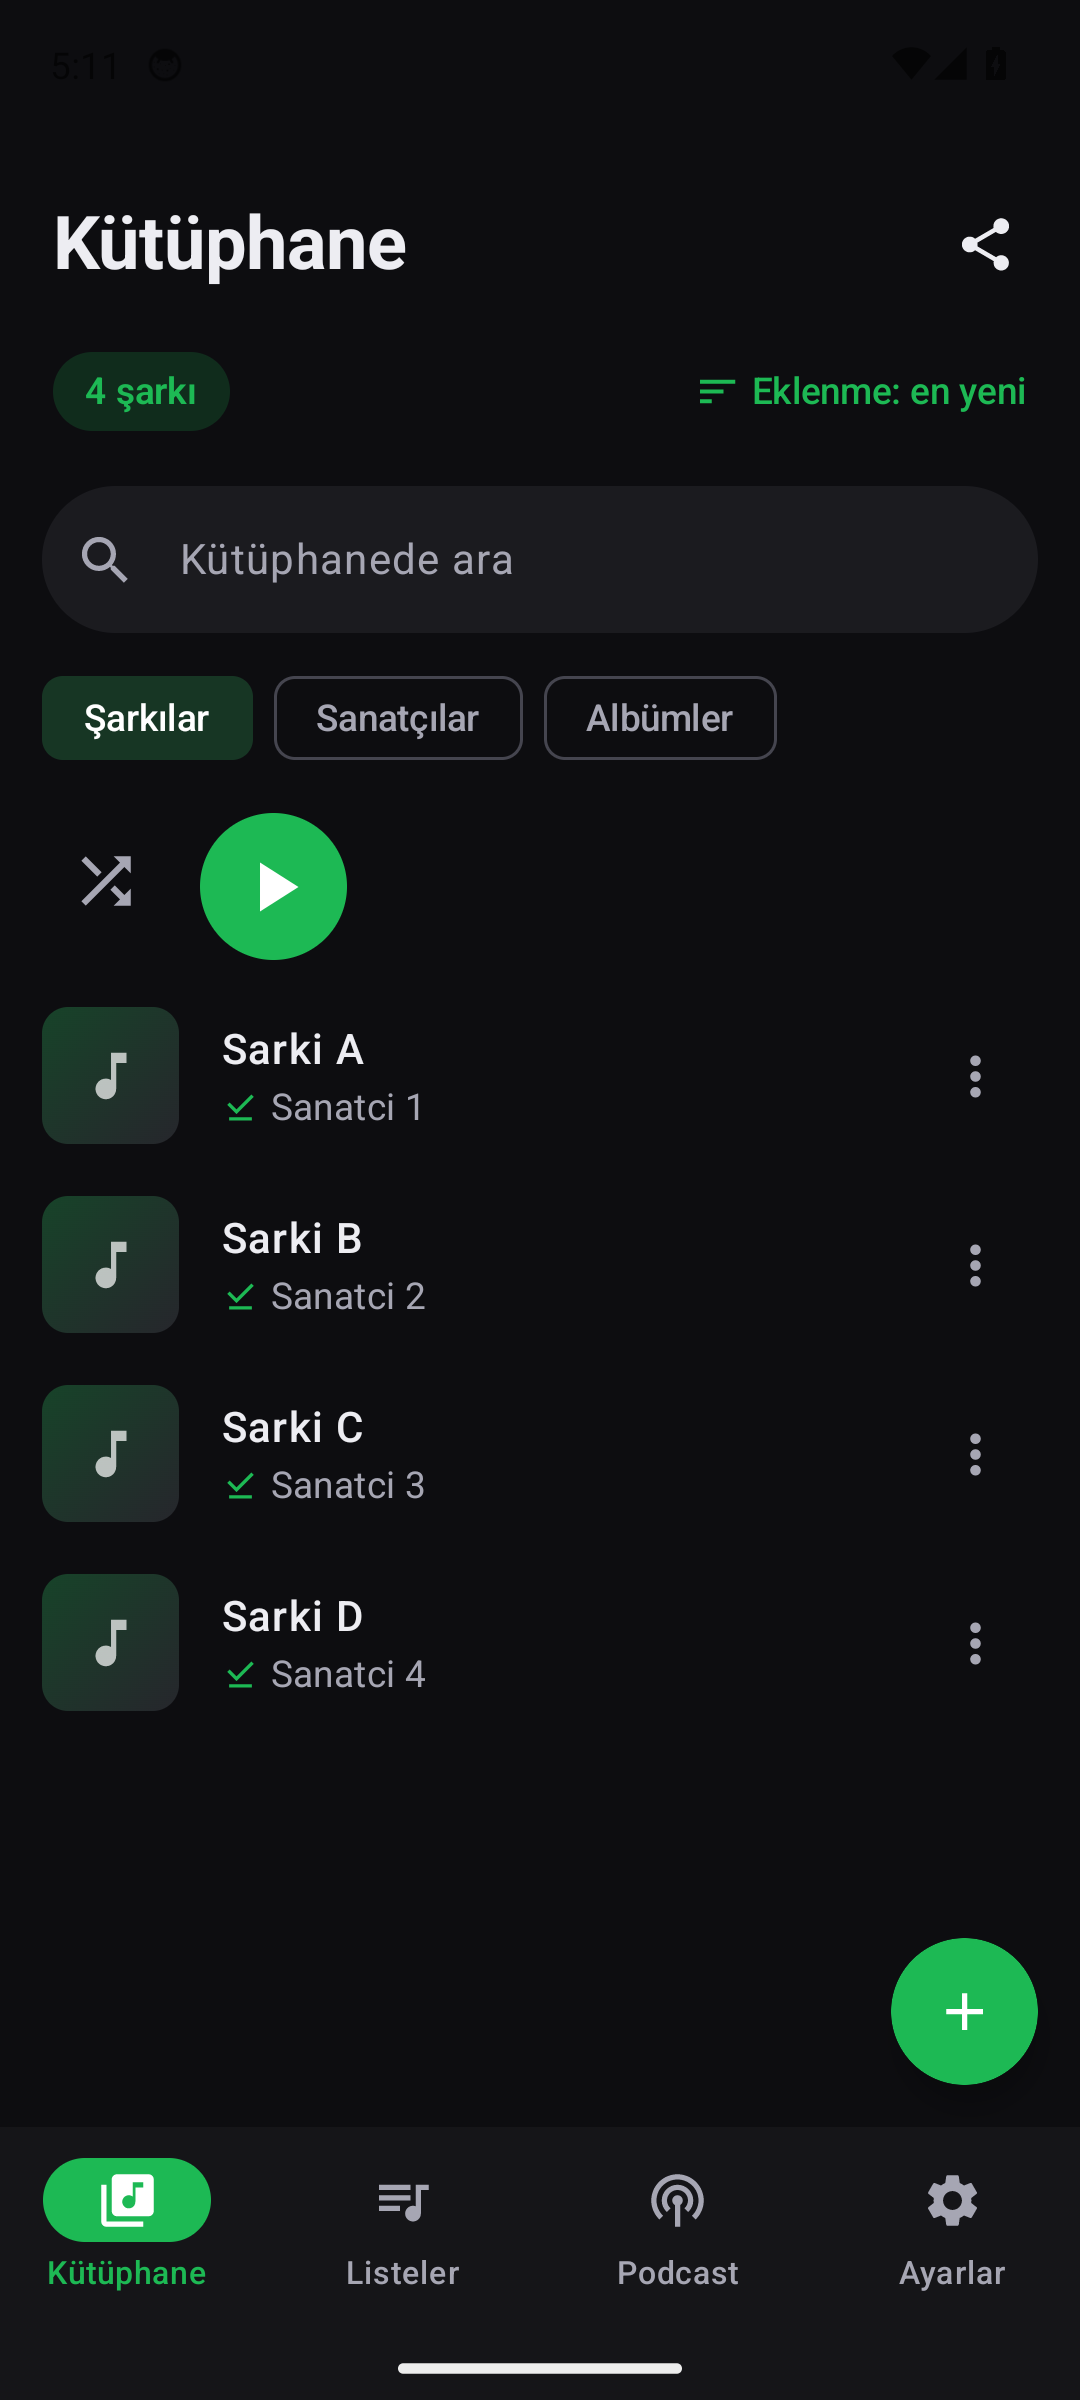 5:11
Kütüphane
4 şarkı
Eklenme: en yeni
Kütüphanede ara
Şarkılar
Sanatçılar
Albümler
Sarki A
Sanatci 1
Sarki B
Sanatci 2
Sarki C
Sanatci 3
Sarki D
Sanatci 4
Kütüphane
Listeler
Podcast
Ayarlar